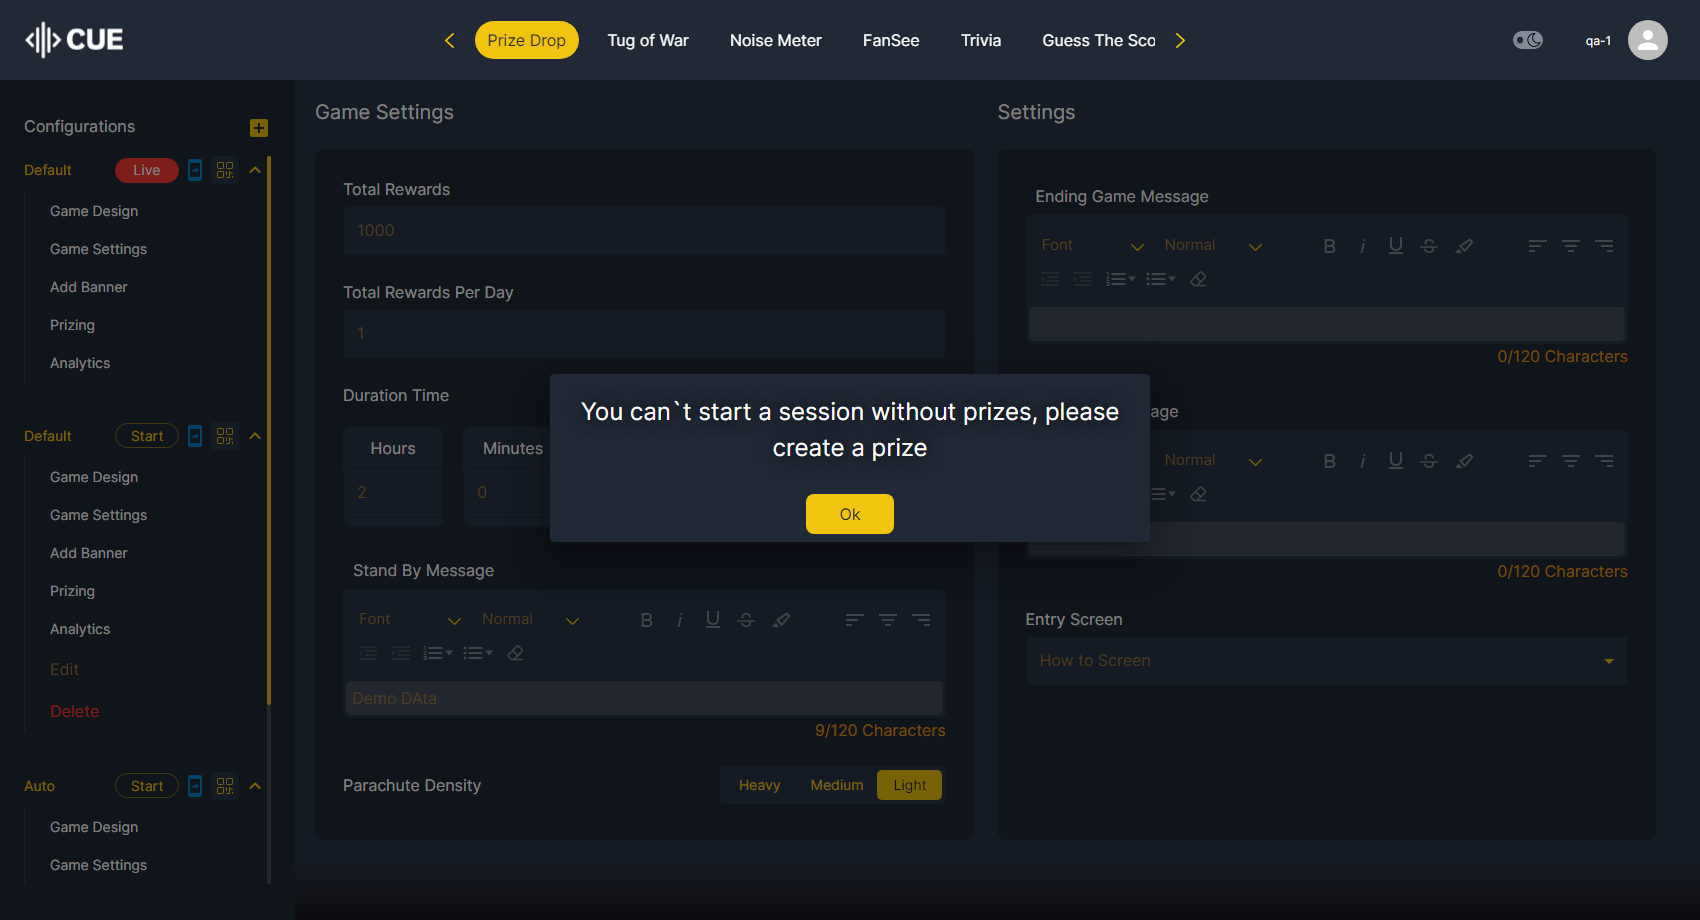 CUE
Prize Drop
Tug of War
Noise Meter
FanSee
Trivia
Guess The Sco
qa-1
Configurations
Default
Live
Game Design
Game Settings
Add Banner
Prizing
Analytics
Default
Start
Game Design
Game Settings
Add Banner
Prizing
Analytics
Edit
Delete
Auto
Start
Game Design
Game Settings
Game Settings
Total Rewards
1000
Total Rewards Per Day
1
Duration Time
Hours
Minutes
2
0
Stand By Message
Font
Normal
B
i
U
S
Demo DAta
9/120 Characters
Parachute Density
Heavy
Medium
Light
You can`t start a session without prizes, please
create a prize
Ok
Settings
Ending Game Message
Font
Normal
B
i
U
S
0/120 Characters
age
Normal
B
i
U
S
0/120 Characters
Entry Screen
How to Screen